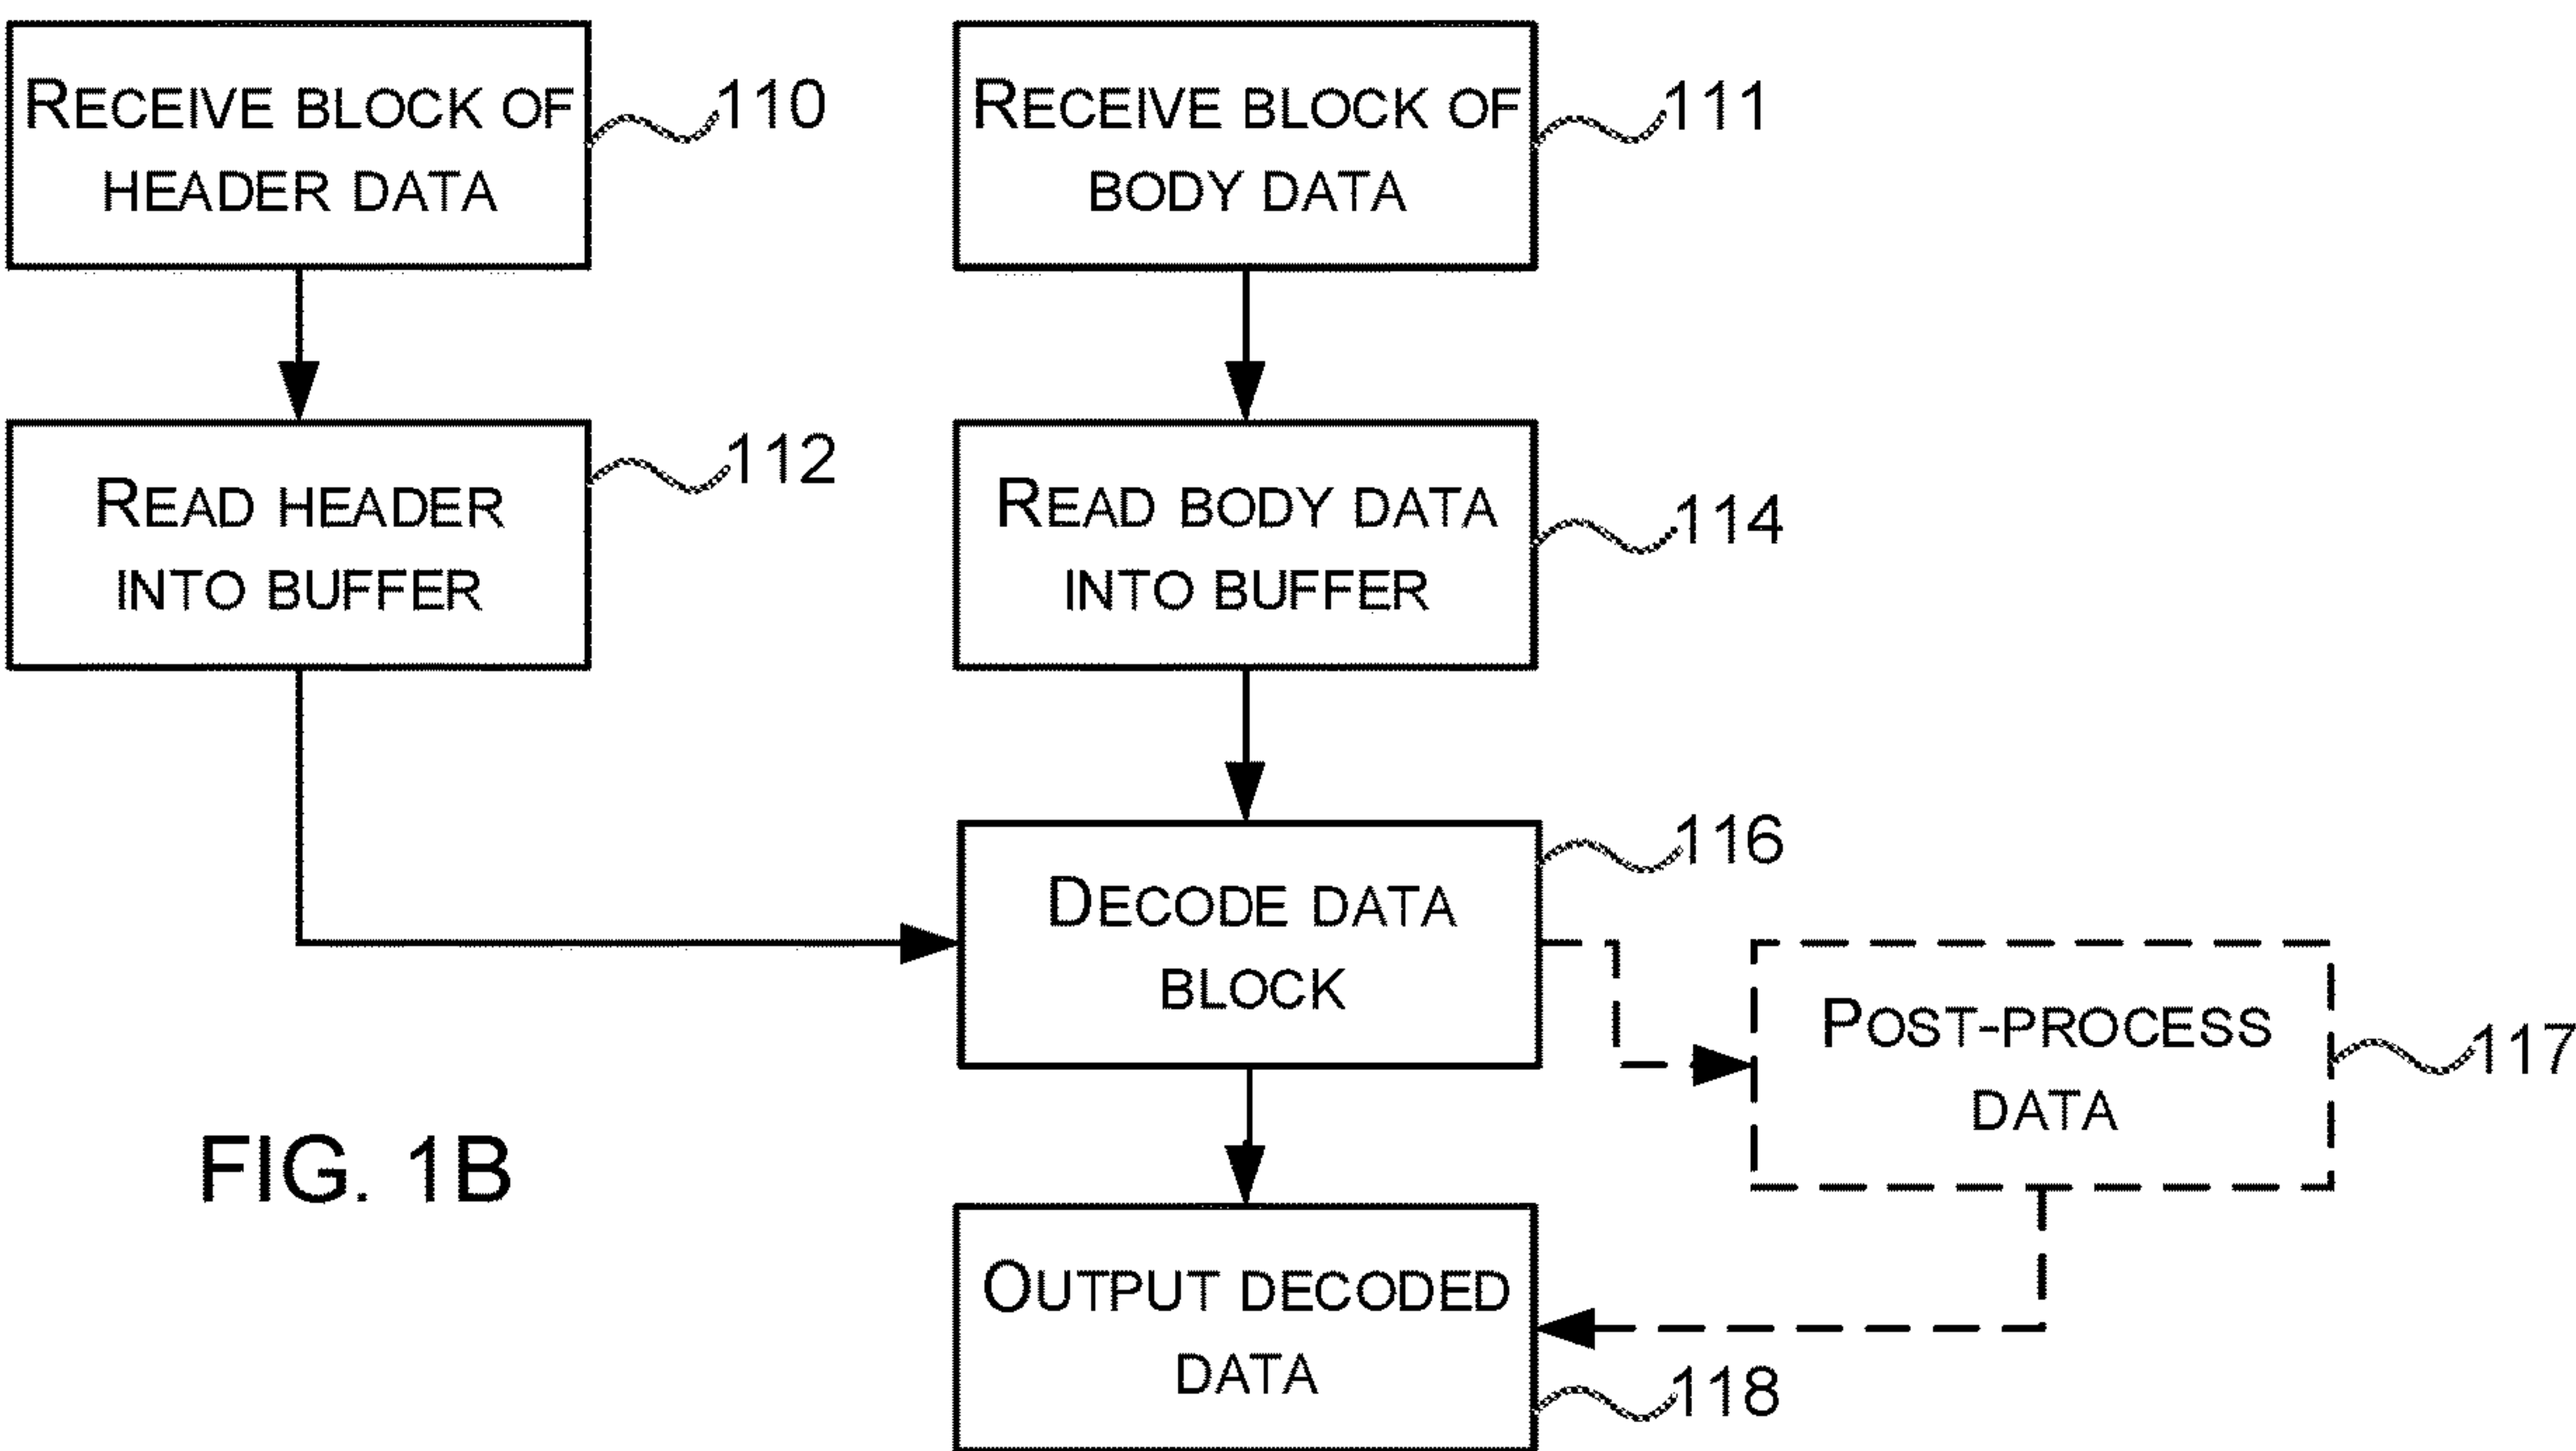 RECEIVE BLOCK OF
HEADER DATA
110
RECEIVE BLOCK OF
BODY DATA
111
READ HEADER
INTO BUFFER
112
READ BODY DATA
INTO BUFFER
114
DECODE DATA
BLOCK
116
POST-PROCESS
DATA
117
FIG. 1B
OUTPUT DECODED
DATA
118